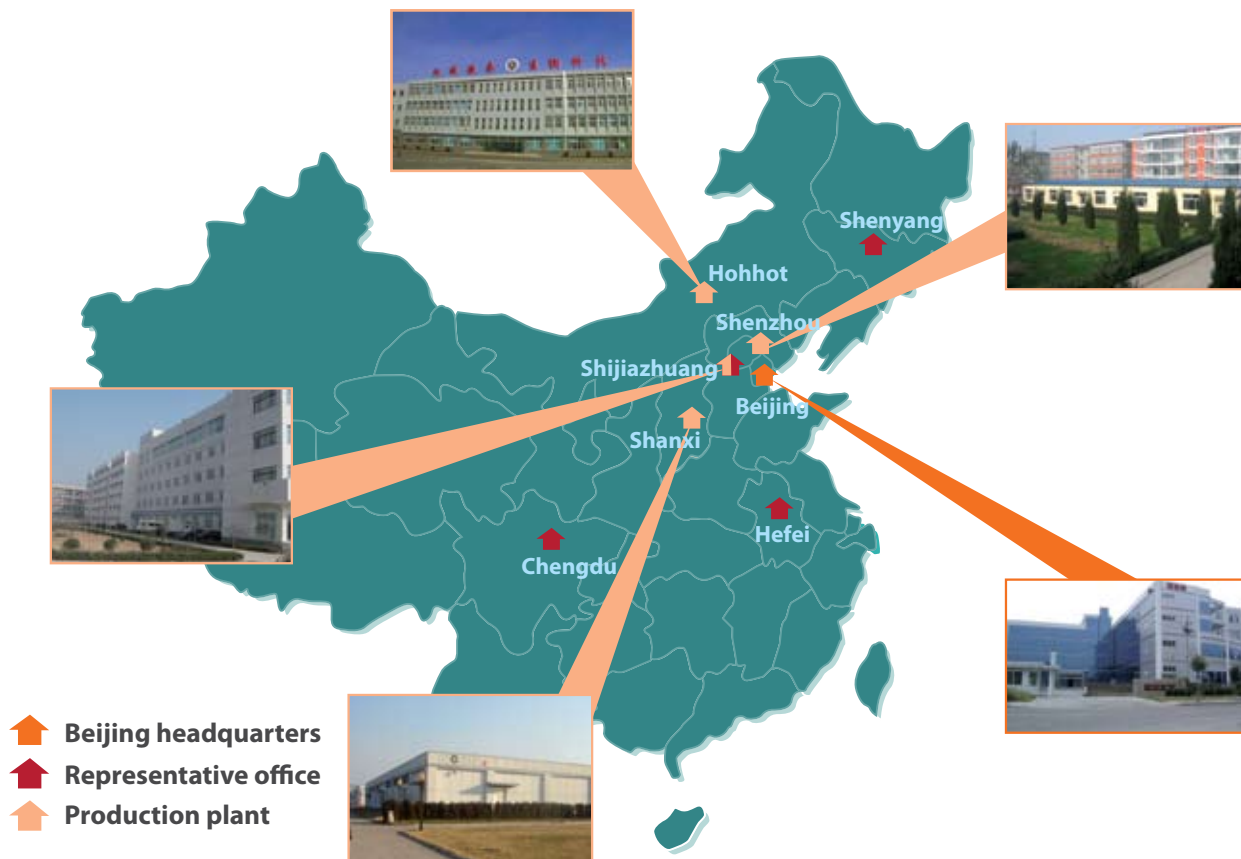 Shenyang
Hohhot
Shenzhou
Shijiazhuang
Beijing
Shanxi
Hefei
Chengdu
Beijing headquarters
Representative office
Production plant